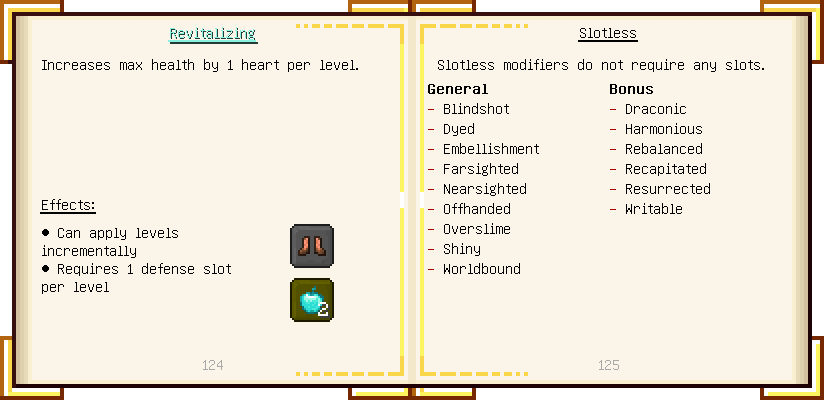 Revitalizing
Increases max health by 1 heart per level.
Effects:
● Can apply levels
incrementally
● Requires 1 defense slot
per level
2
124
Slotless
Slotless modifiers do not require any slots.
General
- Blindshot
- Dyed
- Embellishment
- Farsighted
- Nearsighted
- Offhanded
- Overslime
- Shiny
- Worldbound
Bonus
- Draconic
- Harmonious
- Rebalanced
- Recapitated
- Resurrected
- Writable
125